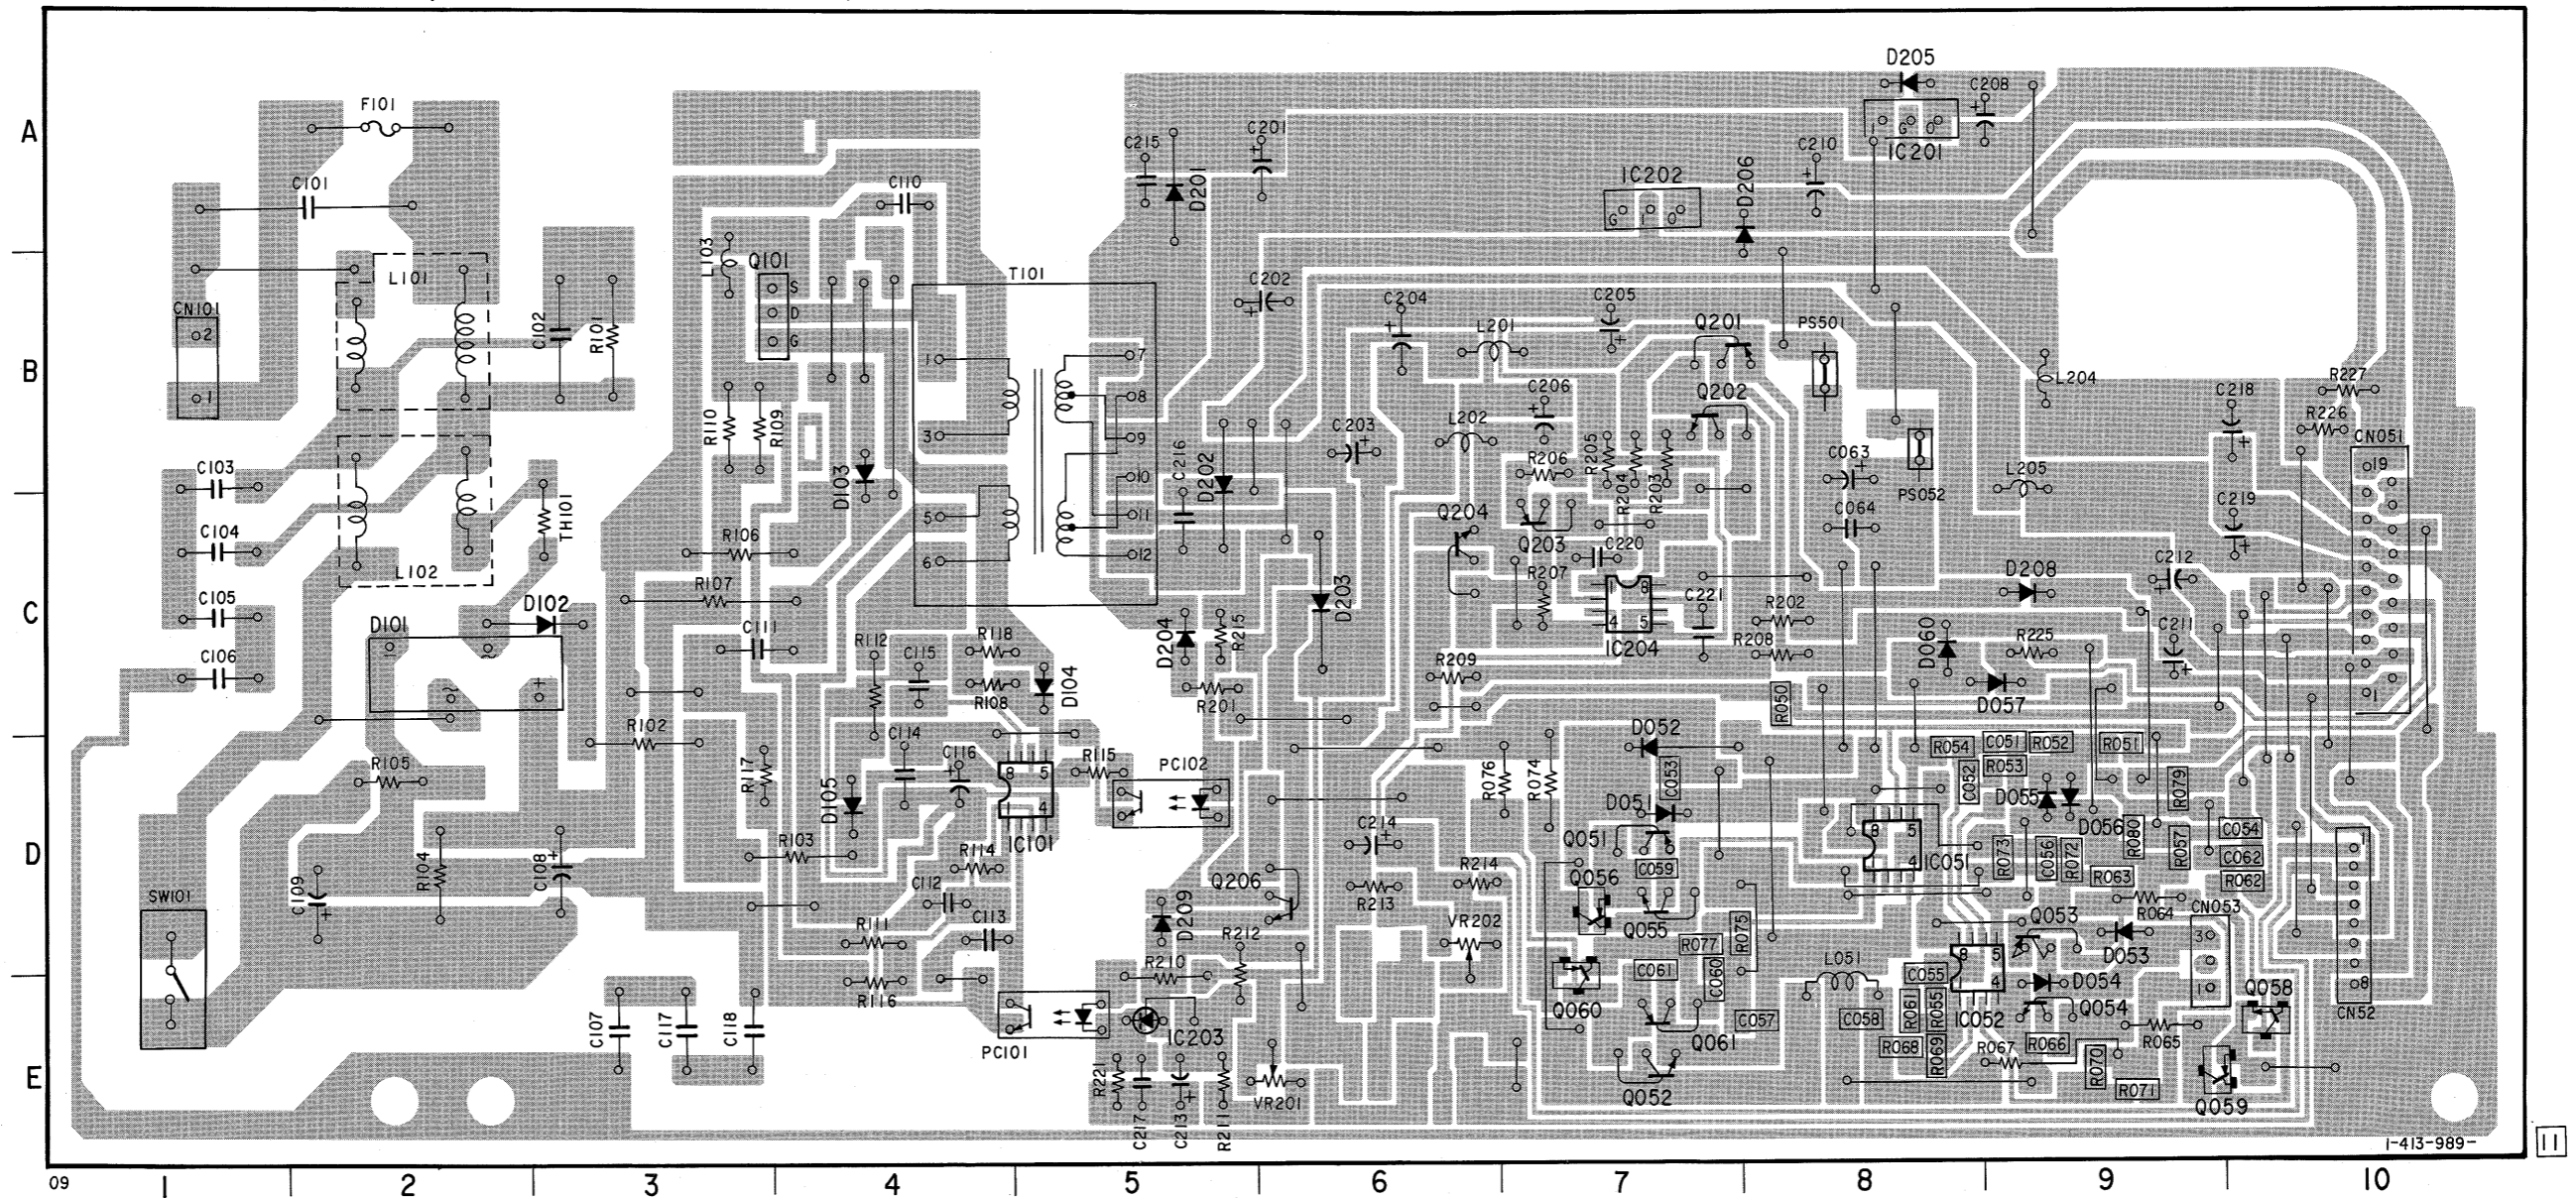 D205
C208
F101
A
C215
C201
C210
I G O
IC201
C101
C110
D201
IC202
D206
G I O
L103
Q101
S
D
G
T101
L101
C202
C204
C205
CN101
2
1
C102
R101
L201
Q201
PS501
B
1
3
7
8
9
10
11
12
5
6
L204
R227
R110
R109
C206
Q202
C218
R226
L202
C203
CN051
19
1
C103
D103
C216
D202
R205
R206
R204
R203
C063
PS052
L205
C104
TH101
R106
Q204
Q203
C064
C219
L102
C220
C212
R107
R207
D208
C
C105
D102
D203
8
4 5
IC204
C221
R202
D101
C111
R112
R118
D204
R215
R208
D060
R225
C211
C106
C115
R209
~
+
R108
D104
R201
R050
D057
R102
C114
C116
D052
R054
C051
R052
R051
R105
R117
R115
PC102
R076
R074
C053
C052
R053
R079
D105
8 5
4
IC101
D051
D055
R103
C214
Q051
8 5
4
IC051
D056
R080
R057
C054
D
R104
C108
R114
R214
C059
R073
C056
R072
C062
C109
C112
Q206
R213
Q056
R063
R062
SW101
R111
C113
D209
VR202
Q055
R075
R064
CN053
3
1
R212
R077
Q053
D053
1
8
CN52
R210
C061
C060
L051
C055
8 5
4
IC052
D054
R116
Q060
R061
R055
Q054
Q058
C107
C117
C118
PC101
IC203
Q061
C057
C058
R065
R068
R069
R067
R066
E
R221
C217
C213
R211
VR201
Q052
R070
R071
Q059
1-413-989-
11
09
1 2 3 4 5 6 7 8 9 10